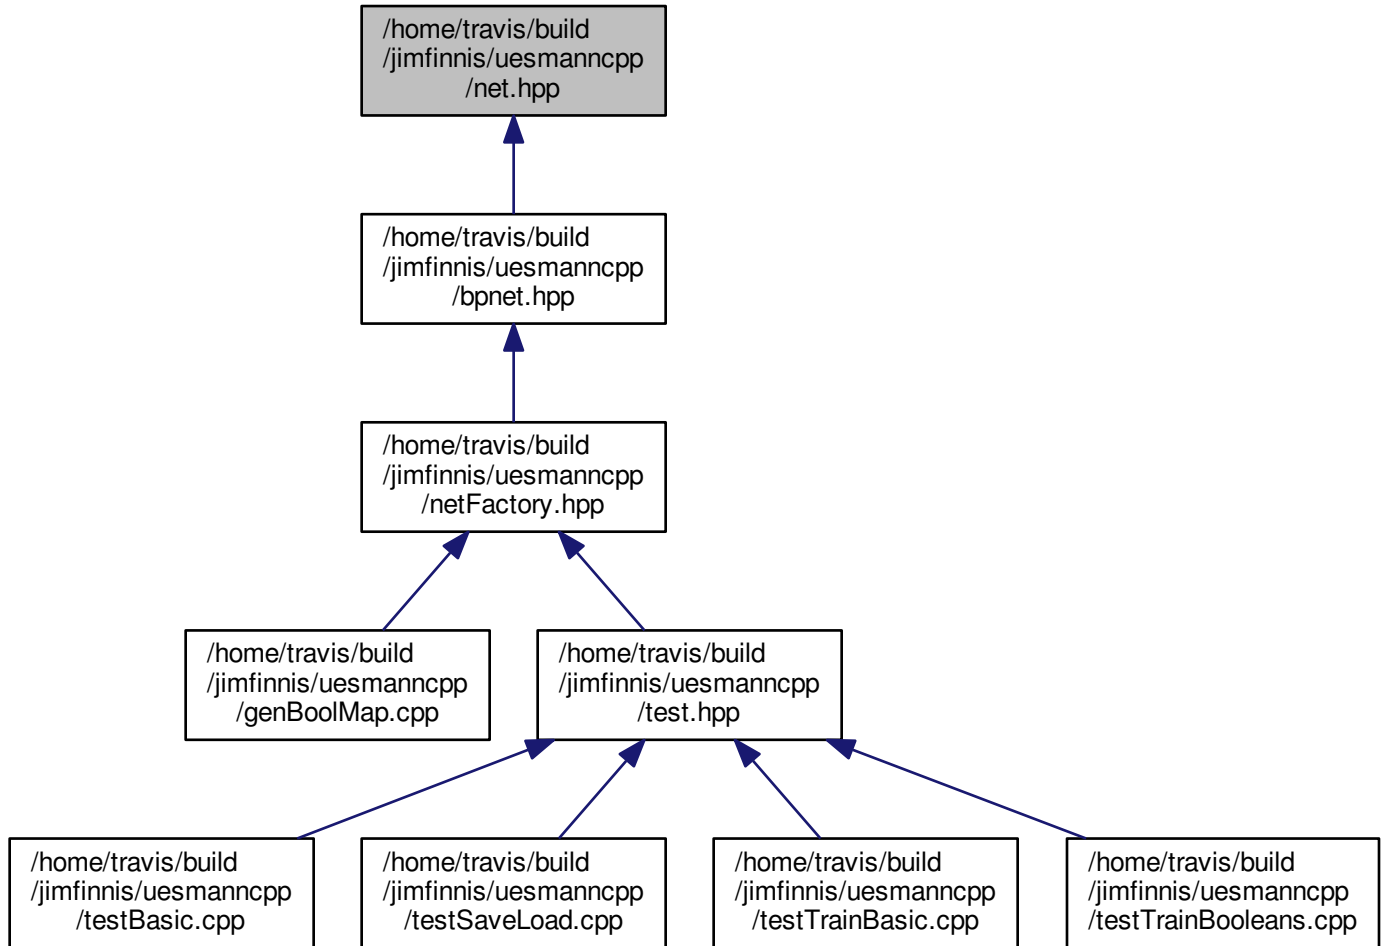 /home/travis/build
/jimfinnis/uesmanncpp
/net.hpp
/home/travis/build
/jimfinnis/uesmanncpp
/bpnet.hpp
/home/travis/build
/jimfinnis/uesmanncpp
/netFactory.hpp
/home/travis/build
/jimfinnis/uesmanncpp
/genBoolMap.cpp
/home/travis/build
/jimfinnis/uesmanncpp
/test.hpp
/home/travis/build
/jimfinnis/uesmanncpp
/testBasic.cpp
/home/travis/build
/jimfinnis/uesmanncpp
/testSaveLoad.cpp
/home/travis/build
/jimfinnis/uesmanncpp
/testTrainBasic.cpp
/home/travis/build
/jimfinnis/uesmanncpp
/testTrainBooleans.cpp